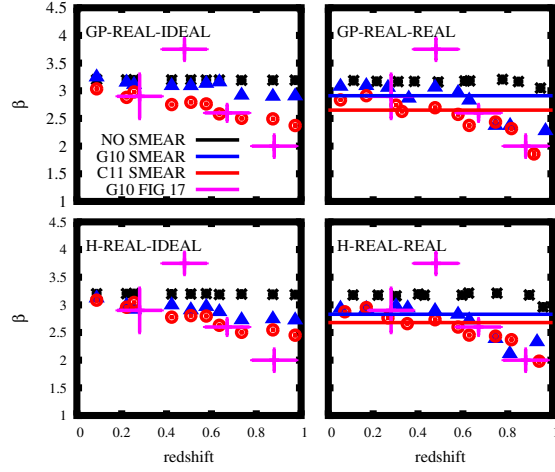 4.5 GP-REAL-IDEAL GP-REAL-REAL
4
3.5
β
3
2.5
NO SMEAR
G10 SMEAR
2
C11 SMEAR
1.5
G10 FIG 17
1
4.5
H-REAL-IDEAL H-REAL-REAL
4
3.5
β
3
2.5
2
1.5
1
0 0.2 0.4 0.6 0.8 1 0 0.2 0.4 0.6 0.8 1
redshift redshift